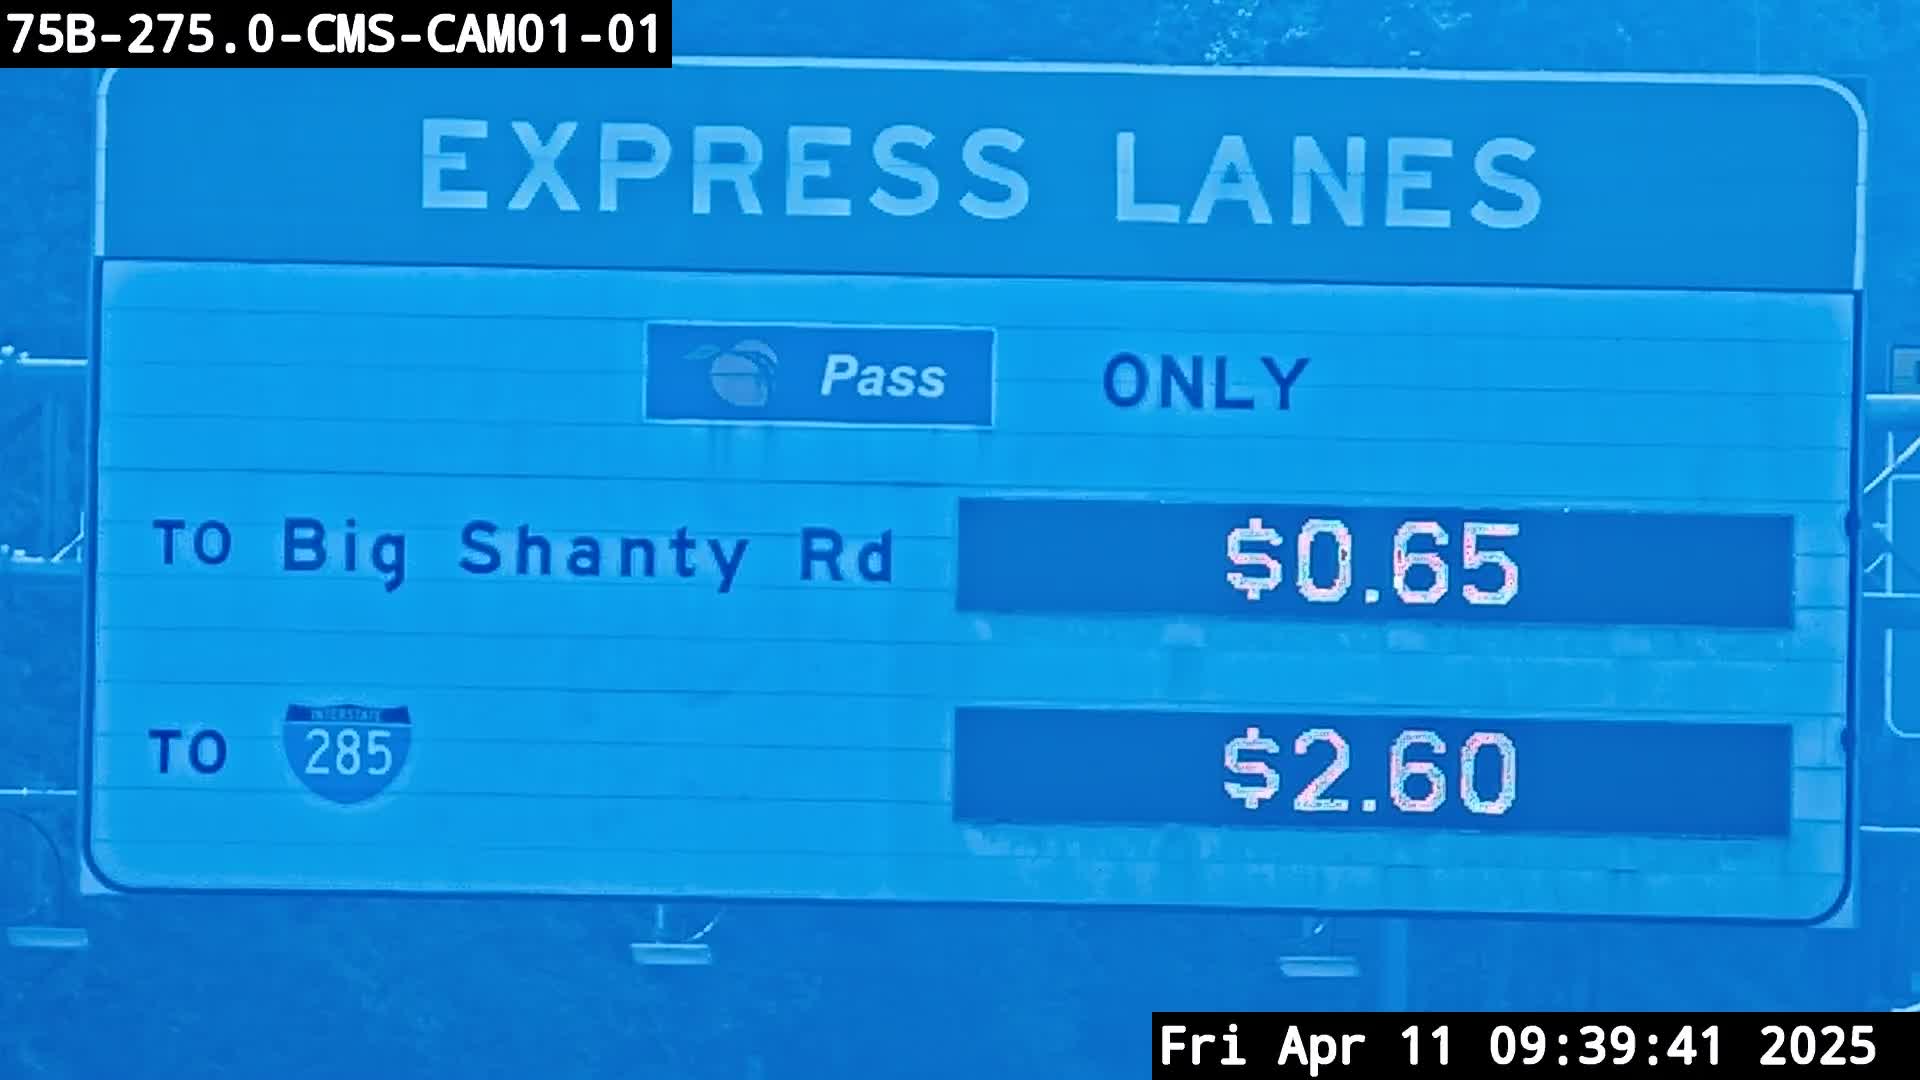 75B-275.0-CMS-CAM01-01
EXPRESS LANES
Pass ONLY
TO Big Shanty Rd $0.65
TO INTERSTATE 285 $2.60
Fri Apr 11 09:39:41 2025